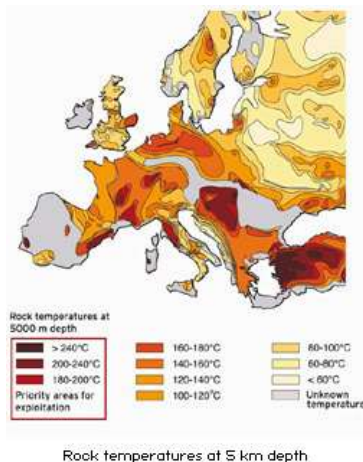 Rock temperatures at
5000 m depth
> 240°C
200-240°C
180-200°C
Priority areas for
exploitation
160-180°C
140-160°C
120-140°C
100-120°C
80-100°C
60-80°C
< 60°C
Unknown
temperature
Rock temperatures at 5 km depth